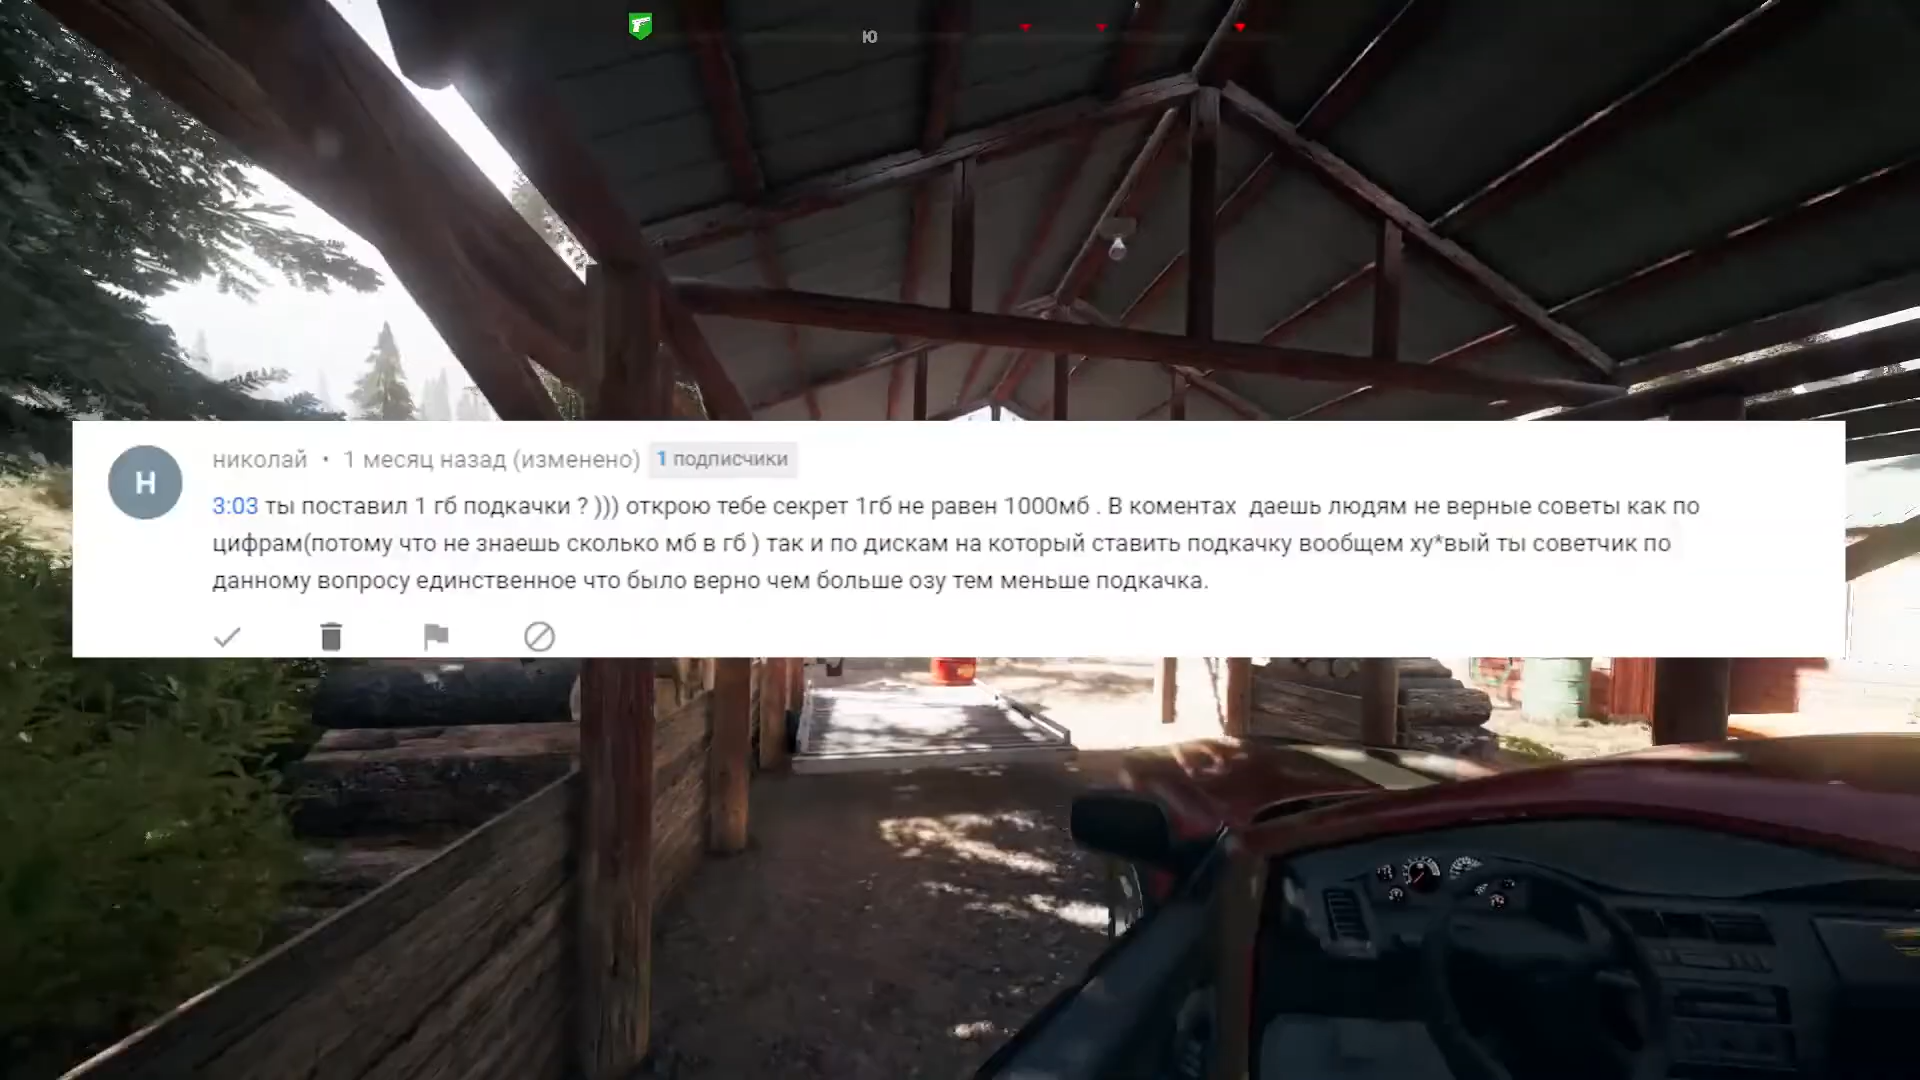 Ю
Н
николай • 1 месяц назад (изменено) 1 подписчики
3:03 ты поставил 1 гб подкачки ? ))) открою тебе секрет 1гб не равен 1000мб . В коментах  даешь людям не верные советы как по
цифрам(потому что не знаешь сколько мб в гб ) так и по дискам на который ставить подкачку вообщем ху*вый ты советчик по
данному вопросу единственное что было верно чем больше озу тем меньше подкачка.